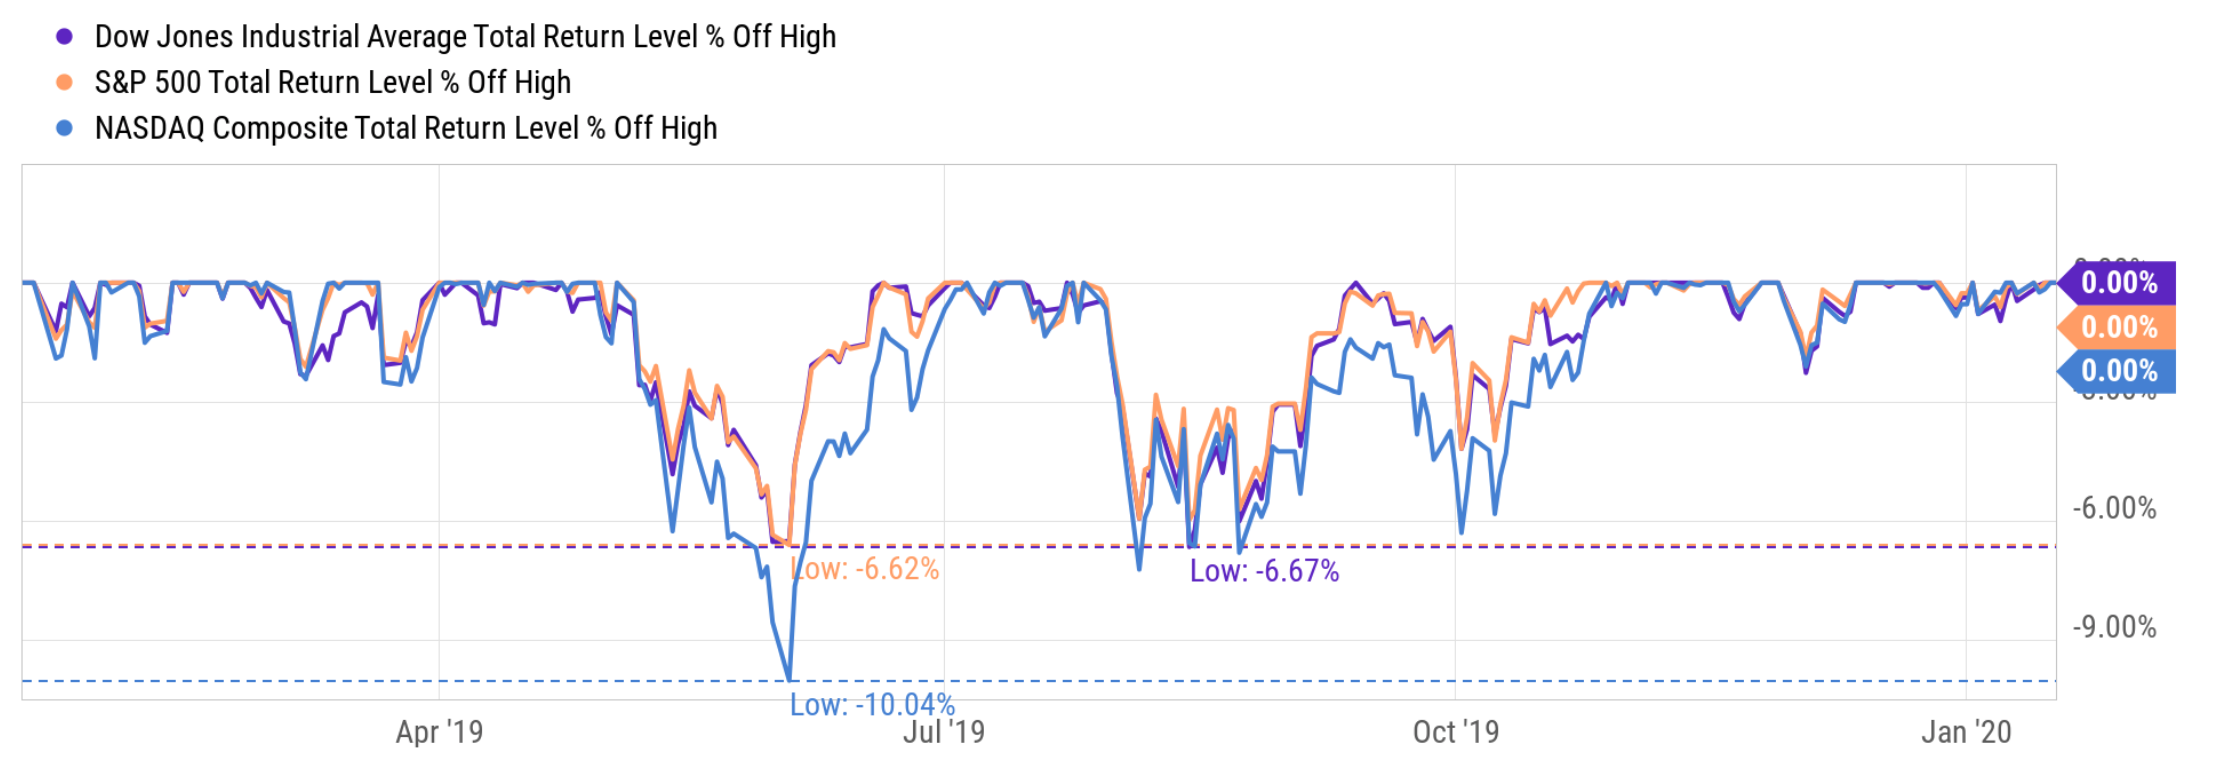 Dow Jones Industrial Average Total Return Level % Off High
S&P 500 Total Return Level % Off High
NASDAQ Composite Total Return Level % Off High
0.00%
0.00%
0.00%
-6.00%
-9.00%
Low: -6.62%
Low: -6.67%
Low: -10.04%
Apr '19
Jul '19
Oct '19
Jan '20